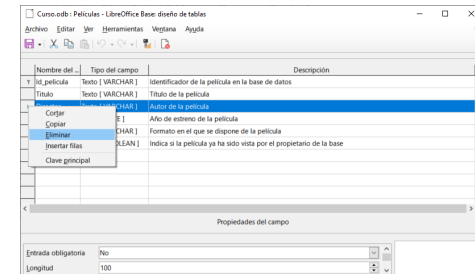 Curso.odb : Películas - LibreOffice Base: diseño de tablas
Archivo Editar Ver Herramientas Ventana Ayuda
Nombre del ... Tipo del campo Descripción
Id_pelicula Texto [ VARCHAR ] Identificador de la película en la base de datos
Titulo Texto [ VARCHAR ] Título de la película
Texto [ VARCHAR ] Autor de la película
Cortar
Año de estreno de la película
Copiar
CHAR ] Formato en el que se dispone de la película
Eliminar
OLEAN ] Indica si la película ya ha sido vista por el propietario de la base
Insertar filas
Clave principal
Propiedades del campo
Entrada obligatoria No
Longitud 100